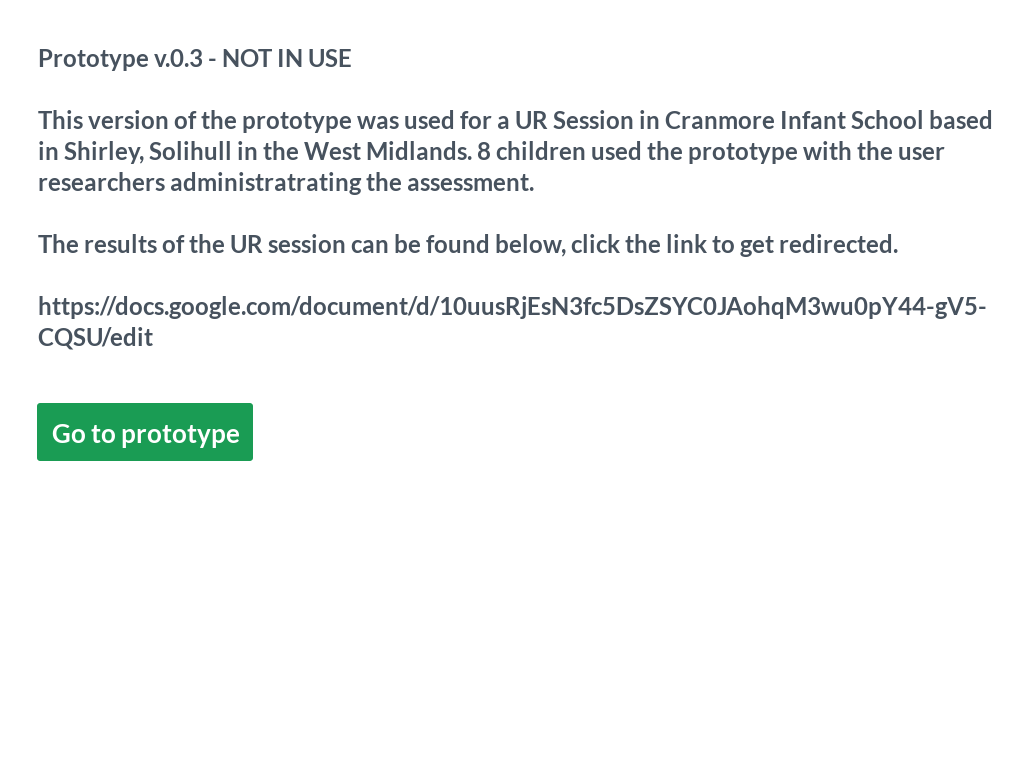 Prototype v.0.3 - NOT IN USE
This version of the prototype was used for a UR Session in Cranmore Infant School based
in Shirley, Solihull in the West Midlands. 8 children used the prototype with the user
researchers administratrating the assessment.
The results of the UR session can be found below, click the link to get redirected.
https://docs.google.com/document/d/10uusRjEsN3fc5DsZSYC0JAohqM3wu0pY44-gV5-
CQSU/edit
Go to prototype